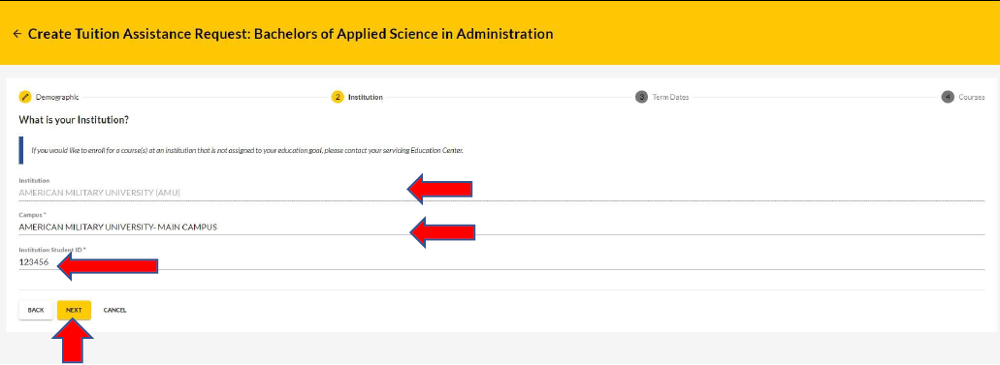 ← Create Tuition Assistance Request: Bachelors of Applied Science in Administration
Demographic 2 Institution 3 Term Dates 4 Courses
What is your Institution?
If you would like to enroll for a course(s) at an institution that is not assigned to your education goal, please contact your servicing Education Center.
Institution
AMERICAN MILITARY UNIVERSITY (AMU)
Campus *
AMERICAN MILITARY UNIVERSITY- MAIN CAMPUS
Institution Student ID *
123456
BACK NEXT CANCEL